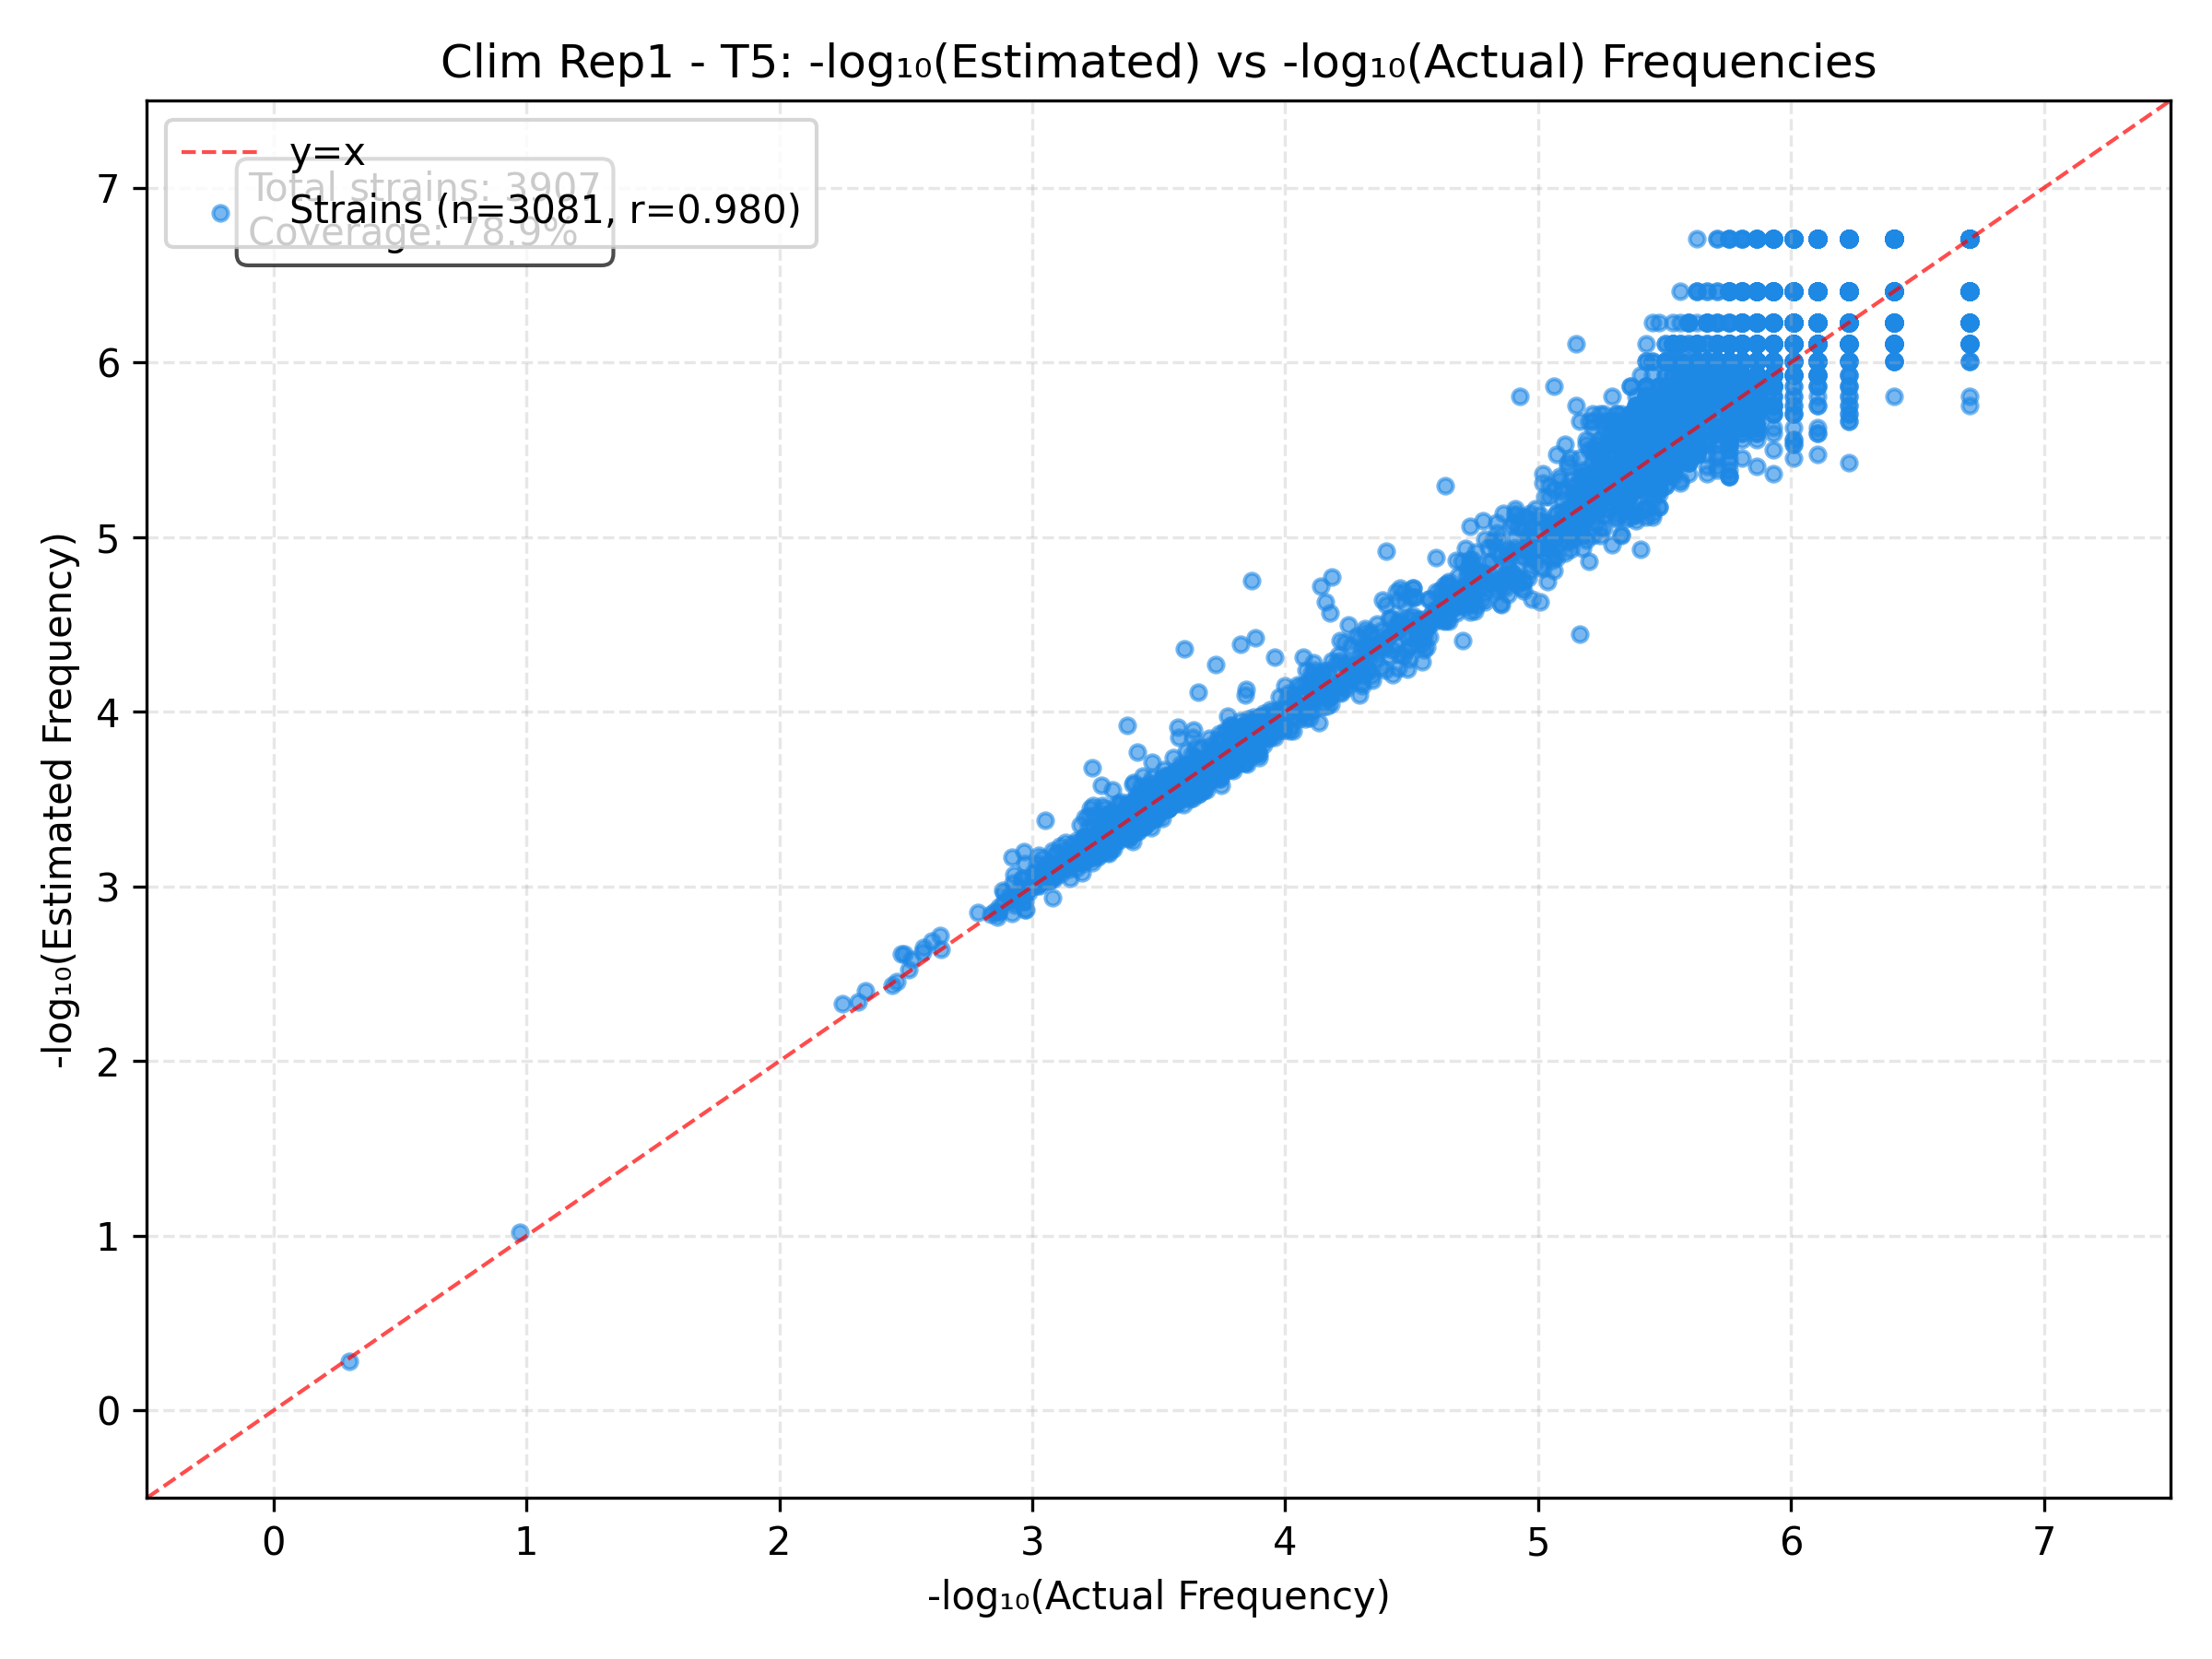 Clim Rep1 - T5: -log₁₀(Estimated) vs -log₁₀(Actual) Frequencies
y=x
Total strains: 3907
Strains (n=3081, r=0.980)
Coverage: 78.9%
-log₁₀(Estimated Frequency)
7
6
5
4
3
2
1
0
0 1 2 3 4 5 6 7
-log₁₀(Actual Frequency)